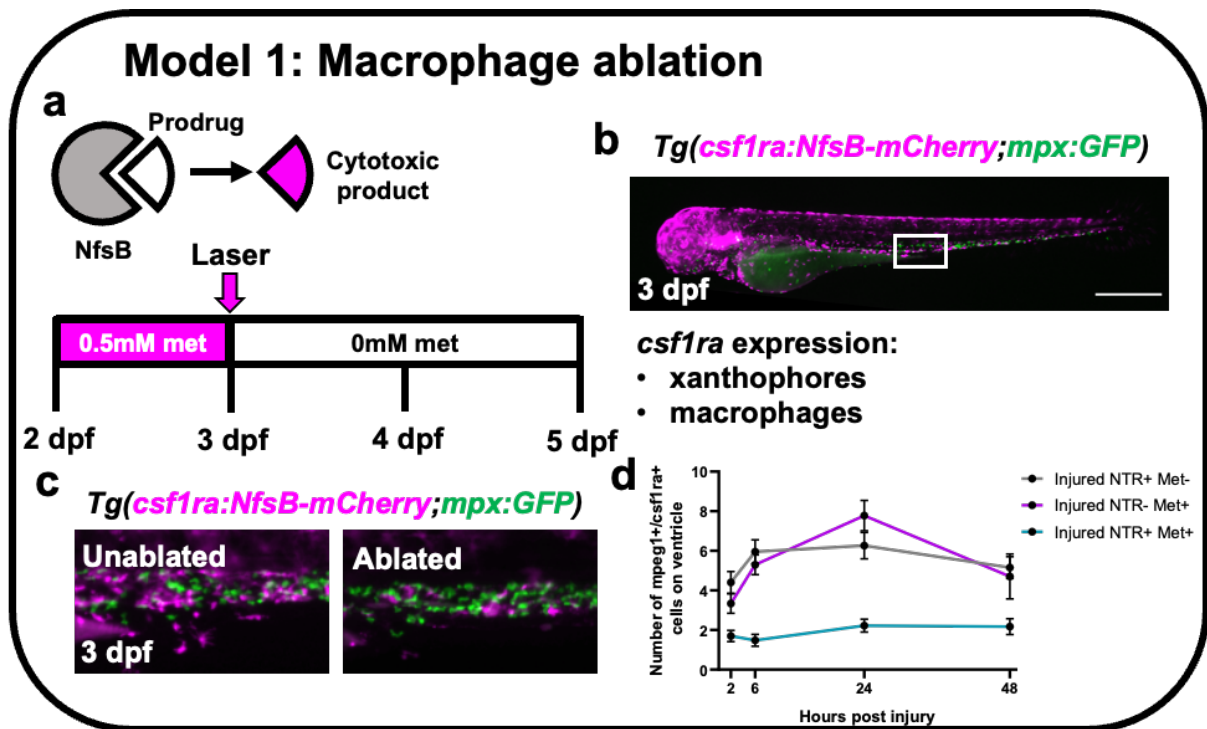 Model 1: Macrophage ablation
a
Prodrug
Cytotoxic
product
NfsB
Laser
0.5mM met
0mM met
2 dpf
3 dpf
4 dpf
5 dpf
b
Tg(csf1ra:NfsB-mCherry;mpx:GFP)
3 dpf
csf1ra expression:
• xanthophores
• macrophages
c
Tg(csf1ra:NfsB-mCherry;mpx:GFP)
Unablated
Ablated
3 dpf
d
Number of mpeg1+/csf1ra+
cells on ventricle
10
8
6
4
2
0
2
6
24
48
Hours post injury
Injured NTR+ Met-
Injured NTR- Met+
Injured NTR+ Met+